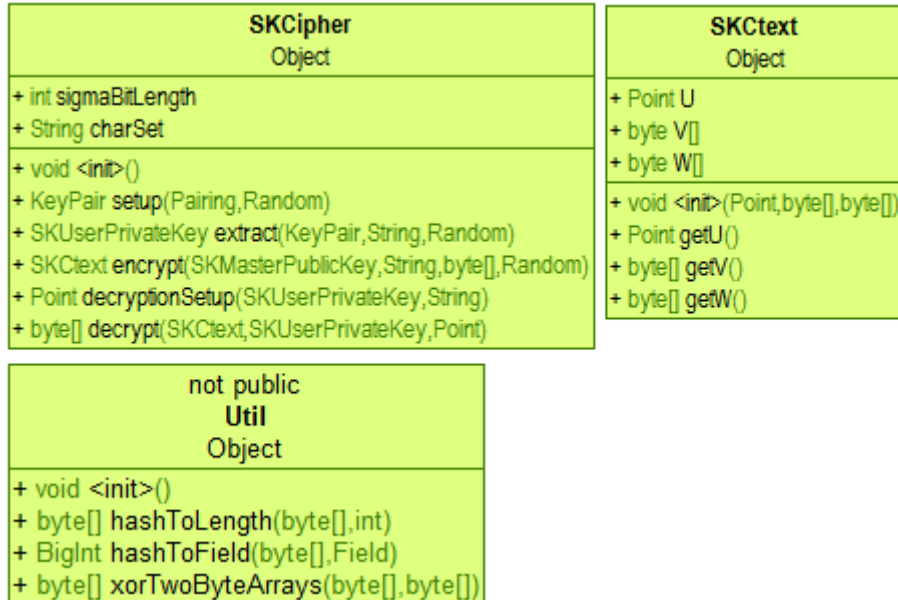 SKCipher
Object
+ int sigmaBitLength
+ String charSet
+ void <init>()
+ KeyPair setup(Pairing,Random)
+ SKUserPrivateKey extract(KeyPair,String,Random)
+ SKCtext encrypt(SKMasterPublicKey,String,byte[],Random)
+ Point decryptionSetup(SKUserPrivateKey,String)
+ byte[] decrypt(SKCtext,SKUserPrivateKey,Point)
SKCtext
Object
+ Point U
+ byte V[]
+ byte W[]
+ void <init>(Point,byte[],byte[])
+ Point getU()
+ byte[] getV()
+ byte[] getW()
not public
Util
Object
+ void <init>()
+ byte[] hashToLength(byte[],int)
+ BigInt hashToField(byte[],Field)
+ byte[] xorTwoByteArrays(byte[],byte[])